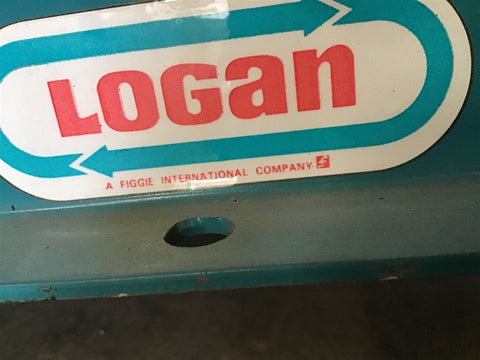 LOGan
A FIGGIE INTERNATIONAL COMPANY